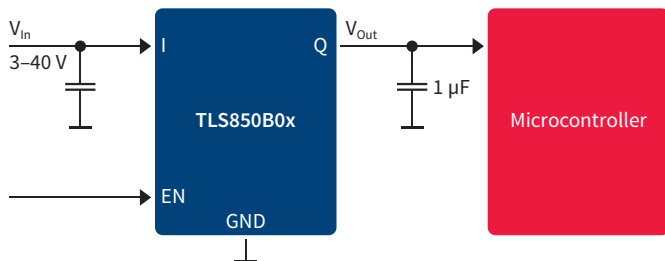 V_In
3–40 V
I
Q
V_Out
1 µF
TLS850B0x
Microcontroller
EN
GND